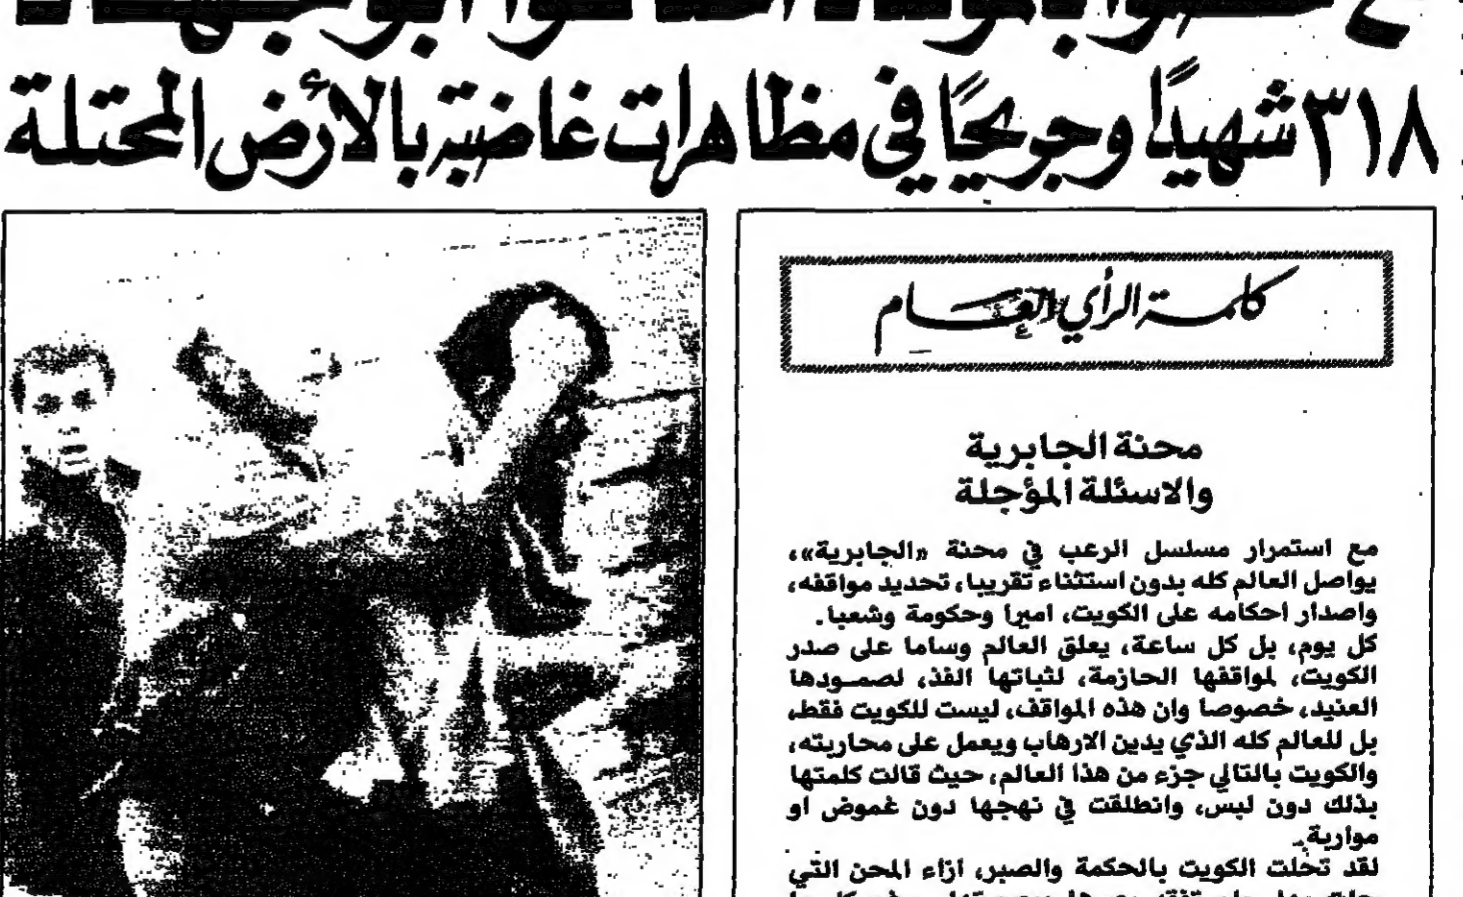 ٣١٨ شهيدًا وجريحًا في مظاهرات غاضبة بالأرض المحتلة
كلمة الرأي العام
محنة الجابرية
والاسئلة المؤجلة
مع استمرار مسلسل الرعب في محنة «الجابرية»،
يواصل العالم كله بدون استثناء تقريبا، تحديد مواقفه،
واصدار احكامه على الكويت، اميرا وحكومة وشعبا.
كل يوم، بل كل ساعة، يعلق العالم وساما على صدر
الكويت، لمواقفها الحازمة، لثباتها الفذ، لصمودها
العنيد، خصوصا وان هذه المواقف، ليست للكويت فقط،
بل للعالم كله الذي يدين الارهاب ويعمل على محاربته،
والكويت بالتالي جزء من هذا العالم، حيث قالت كلمتها
بذلك دون لبس، وانطلقت في نهجها دون غموض او
مواربة.
لقد تحلت الكويت بالحكمة والصبر، ازاء المحن التي